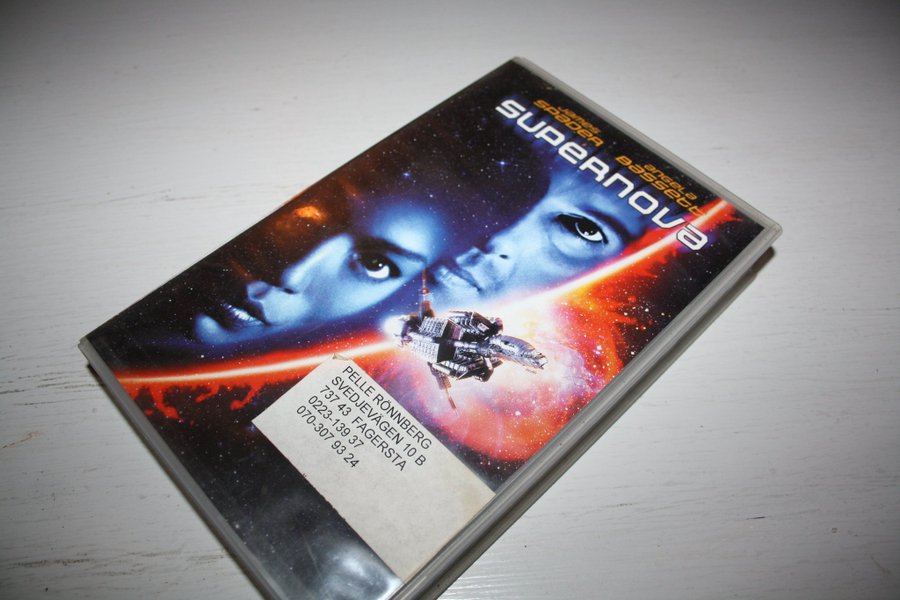 James
SPADER
angela
Bassett
SUPERNOVA
PELLE RÖNNBERG
SVEDJEVÄGEN 10 B
737 43 FAGERSTA
0223-139 37
070-307 93 24